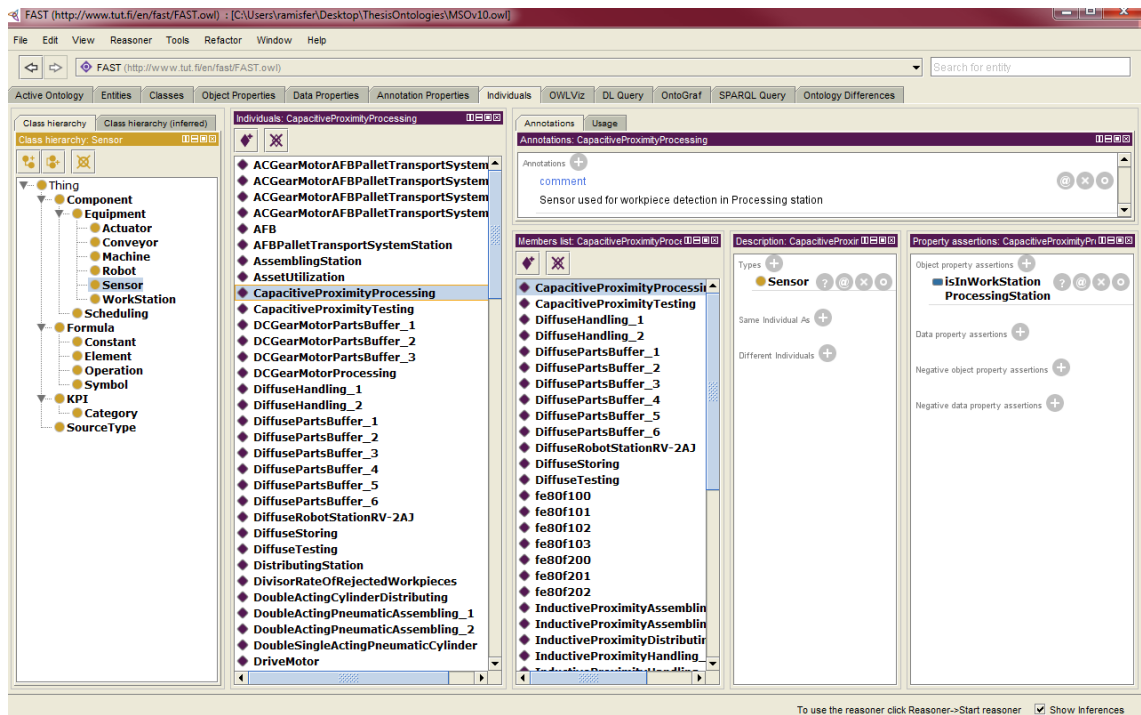 FAST (http://www.tut.fi/en/fast/FAST.owl) : [C:\Users\ramisfer\Desktop\ThesisOntologies\MSOv10.owl]
File Edit View Reasoner Tools Refactor Window Help
FAST (http://www.tut.fi/en/fast/FAST.owl)
Search for entity
Active Ontology Entities Classes Object Properties Data Properties Annotation Properties Individuals OWLViz DL Query OntoGraf SPARQL Query Ontology Differences
Class hierarchy Class hierarchy (inferred)
Class hierarchy: Sensor
Thing
Component
Equipment
Actuator
Conveyor
Machine
Robot
Sensor
WorkStation
Scheduling
Formula
Constant
Element
Operation
Symbol
KPI
Category
SourceType
Individuals: CapacitiveProximityProcessing
ACGearMotorAFBPalletTransportSystem
ACGearMotorAFBPalletTransportSystem
ACGearMotorAFBPalletTransportSystem
ACGearMotorAFBPalletTransportSystem
AFB
AFBPalletTransportSystemStation
AssemblingStation
AssetUtilization
CapacitiveProximityProcessing
CapacitiveProximityTesting
DCGearMotorPartsBuffer_1
DCGearMotorPartsBuffer_2
DCGearMotorPartsBuffer_3
DCGearMotorProcessing
DiffuseHandling_1
DiffuseHandling_2
DiffusePartsBuffer_1
DiffusePartsBuffer_2
DiffusePartsBuffer_3
DiffusePartsBuffer_4
DiffusePartsBuffer_5
DiffusePartsBuffer_6
DiffuseRobotStationRV-2AJ
DiffuseStoring
DiffuseTesting
DistributingStation
DivisorRateOfRejectedWorkpieces
DoubleActingCylinderDistributing
DoubleActingPneumaticAssembling_1
DoubleActingPneumaticAssembling_2
DoubleSingleActingPneumaticCylinder
DriveMotor
Annotations Usage
Annotations: CapacitiveProximityProcessing
Annotations
comment
Sensor used for workpiece detection in Processing station
Members list: CapacitiveProximityProce
CapacitiveProximityProcessin
CapacitiveProximityTesting
DiffuseHandling_1
DiffuseHandling_2
DiffusePartsBuffer_1
DiffusePartsBuffer_2
DiffusePartsBuffer_3
DiffusePartsBuffer_4
DiffusePartsBuffer_5
DiffusePartsBuffer_6
DiffuseRobotStationRV-2AJ
DiffuseStoring
DiffuseTesting
fe80f100
fe80f101
fe80f102
fe80f103
fe80f200
fe80f201
fe80f202
InductiveProximityAssemblin
InductiveProximityAssemblin
InductiveProximityDistributin
InductiveProximityHandling_
InductiveProximityHandling
Description: CapacitiveProxir
Types
Sensor
Same Individual As
Different Individuals
Property assertions: CapacitiveProximityPr
Object property assertions
isInWorkStation
ProcessingStation
Data property assertions
Negative object property assertions
Negative data property assertions
To use the reasoner click Reasoner->Start reasoner Show Inferences